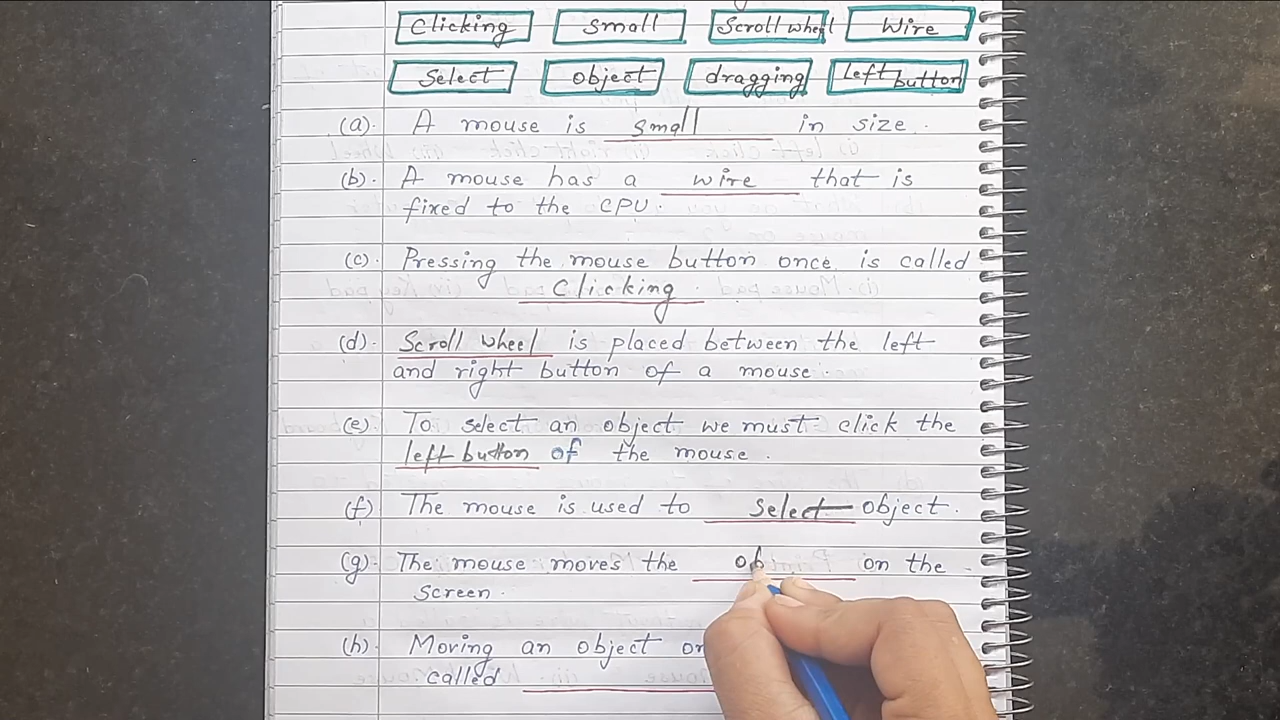 Clicking Small Scroll wheel Wire
Select object dragging Left button
(a). A mouse is small in size.
(b). A mouse has a wire that is
fixed to the CPU.
(c). Pressing the mouse button once is called
Clicking.
(d). Scroll wheel is placed between the left
and right button of a mouse.
(e). To select an object we must click the
left button of the mouse.
(f) The mouse is used to Select object.
(g) The mouse moves the ob on the
screen.
(h) Moving an object
called